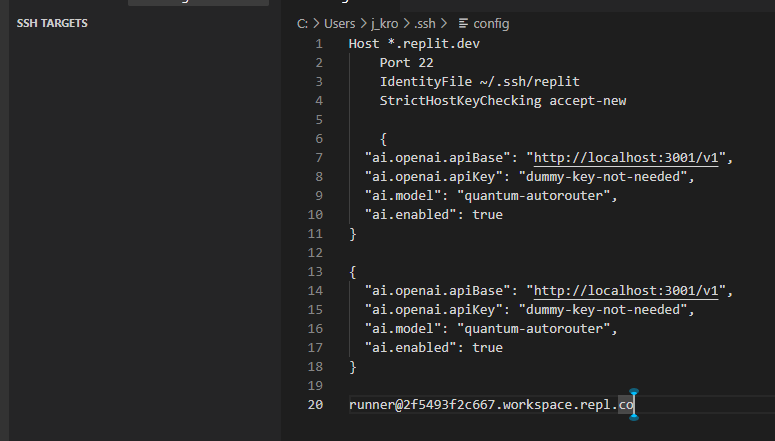 SSH TARGETS
C: > Users > j_kro > .ssh > config
1 Host *.replit.dev
2 Port 22
3 IdentityFile ~/.ssh/replit
4 StrictHostKeyChecking accept-new
5
6 {
7 "ai.openai.apiBase": "http://localhost:3001/v1",
8 "ai.openai.apiKey": "dummy-key-not-needed",
9 "ai.model": "quantum-autorouter",
10 "ai.enabled": true
11 }
12
13 {
14 "ai.openai.apiBase": "http://localhost:3001/v1",
15 "ai.openai.apiKey": "dummy-key-not-needed",
16 "ai.model": "quantum-autorouter",
17 "ai.enabled": true
18 }
19
20 runner@2f5493f2c667.workspace.repl.co